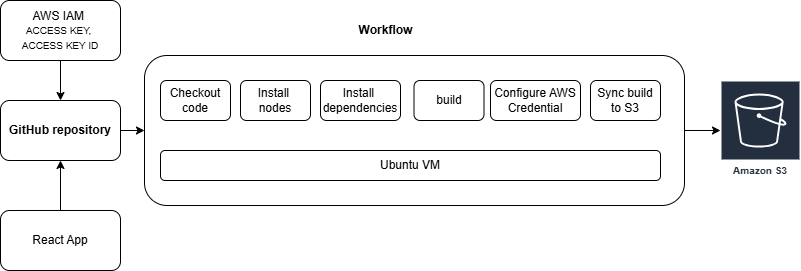 AWS IAM
ACCESS KEY,
ACCESS KEY ID
Workflow
GitHub repository
Checkout
code
Install
nodes
Install
dependencies
build
Configure AWS
Credential
Sync build
to S3
Ubuntu VM
Amazon S3
React App